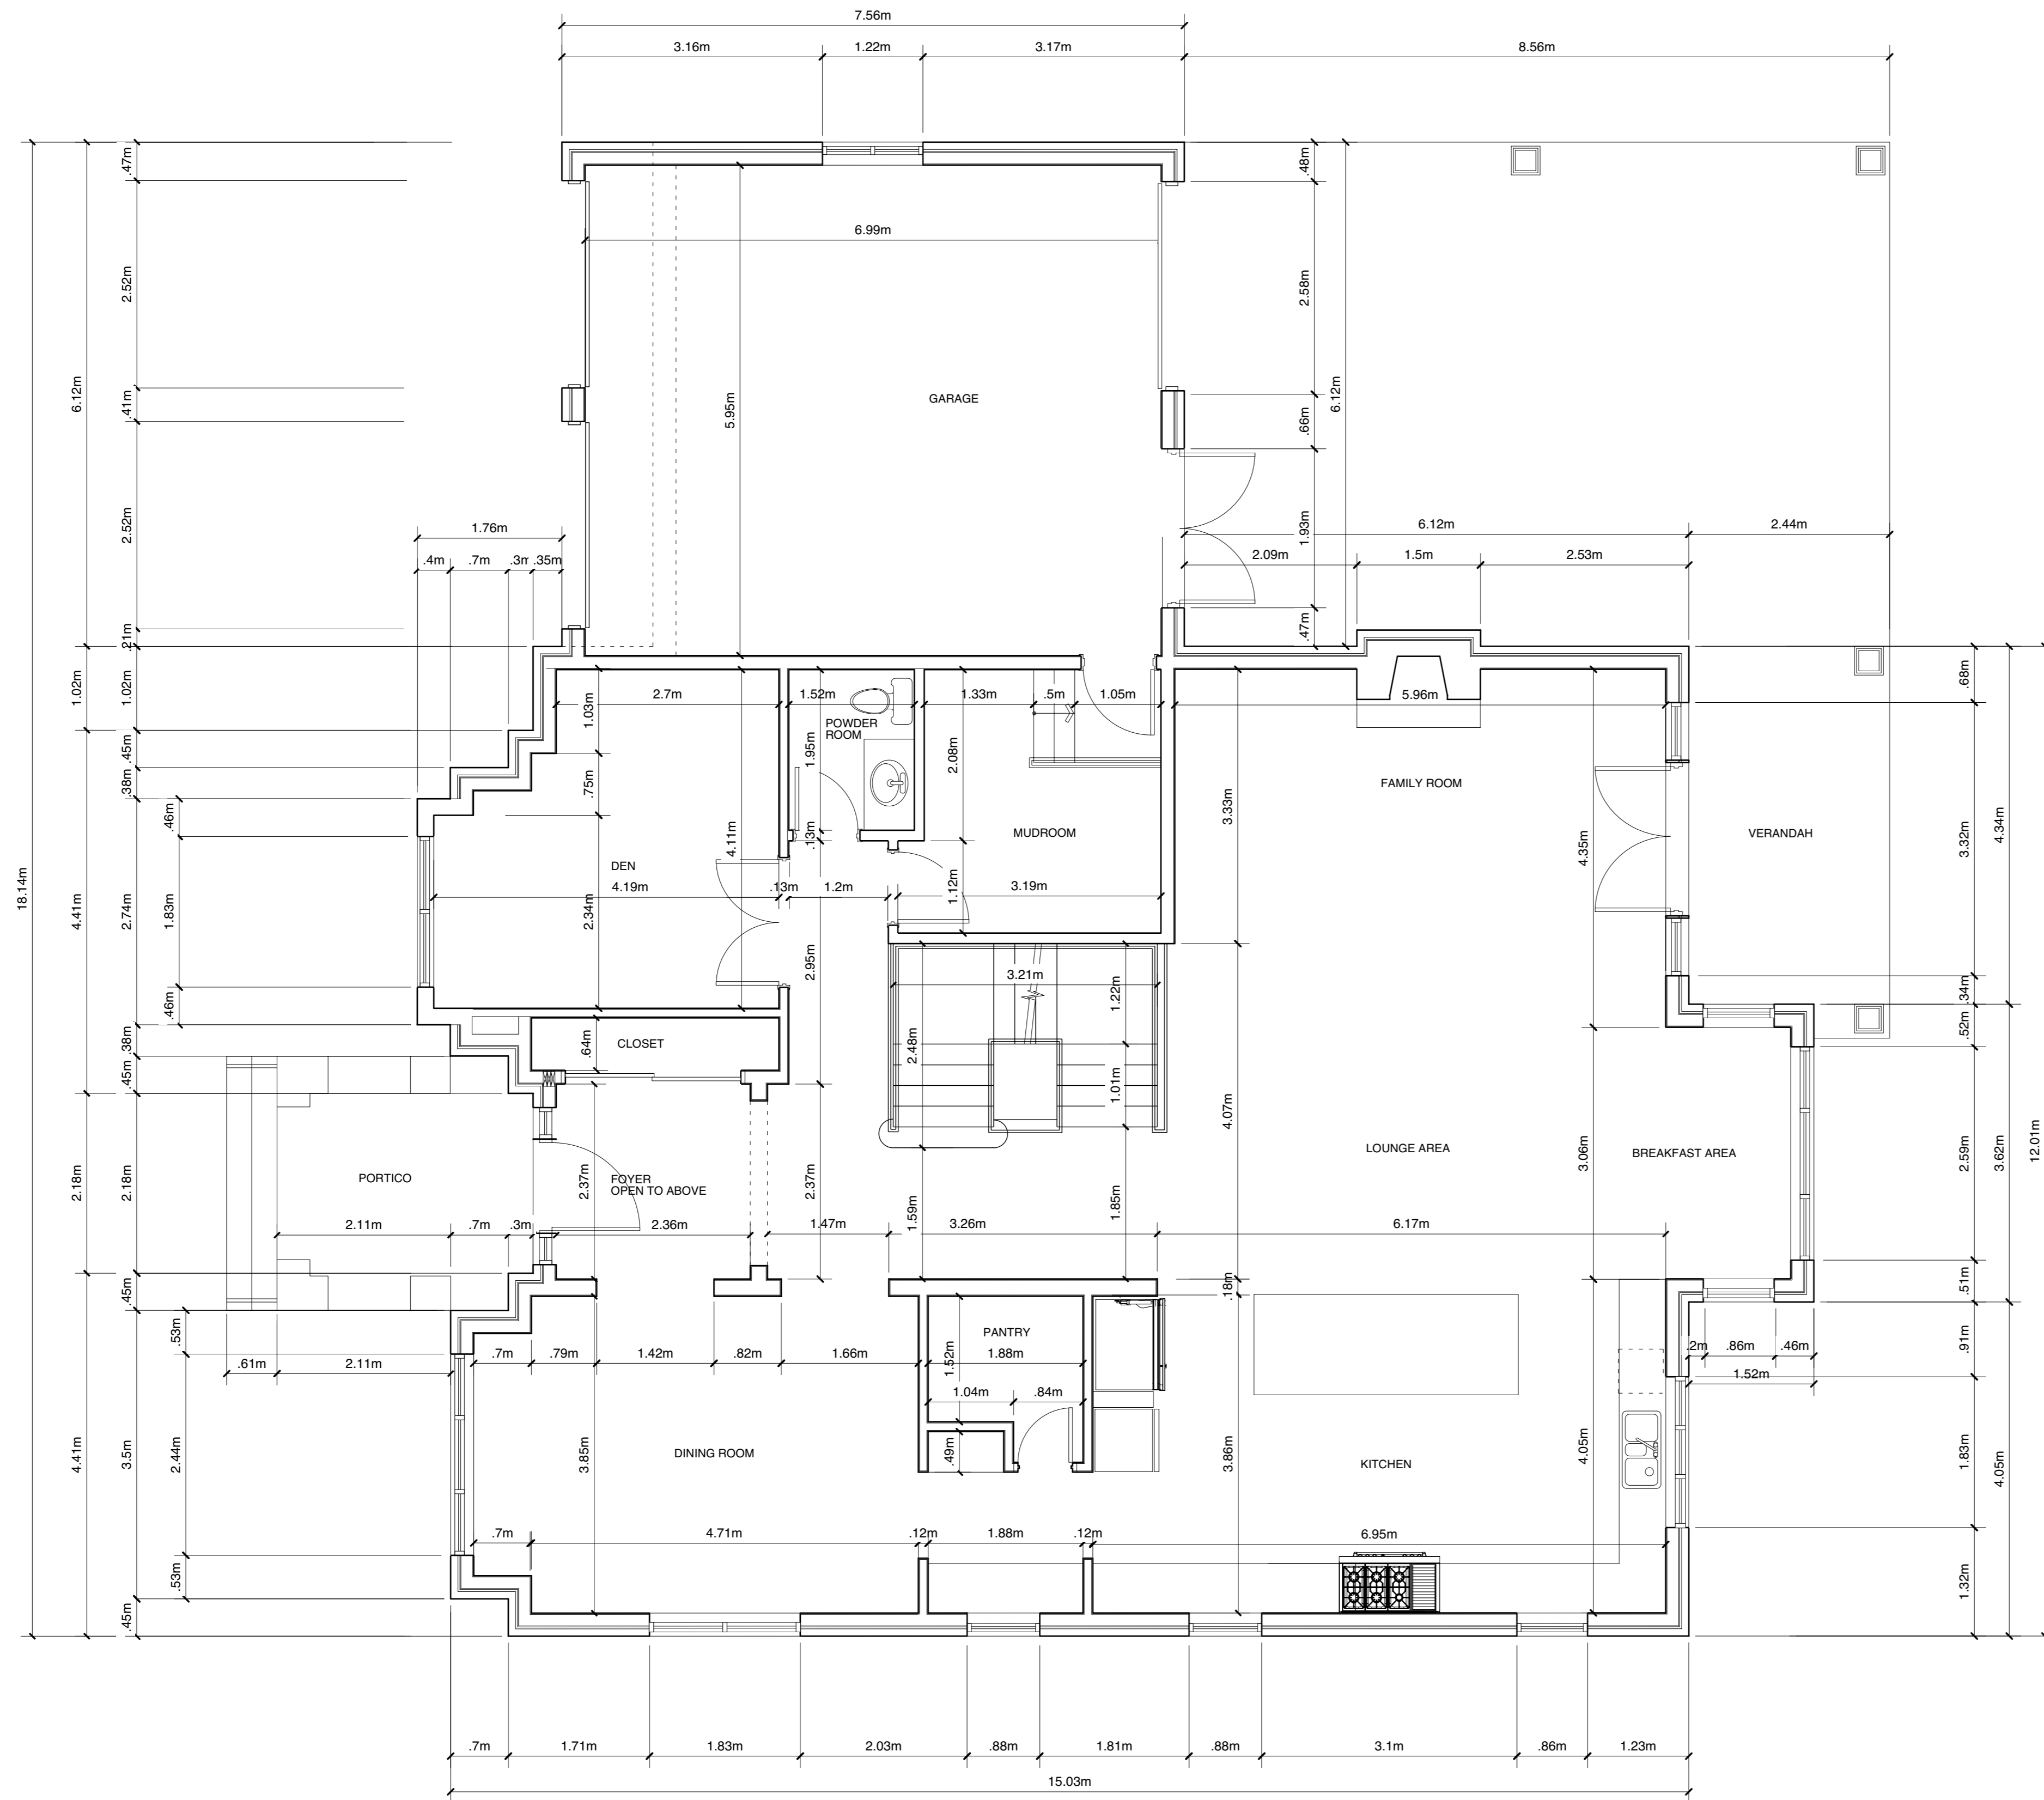 7.56m
3.16m
1.22m
3.17m
8.56m
.47m
.48m
6.99m
2.52m
2.58m
6.12m
.41m
5.95m
GARAGE
6.12m
.66m
2.52m
1.76m
1.93m
6.12m
2.44m
.4m
.7m
.35m
2.09m
1.5m
2.53m
.21m
.47m
1.02m
1.02m
1.03m
2.7m
1.52m
1.33m
.5m
1.05m
5.96m
.68m
POWDER
ROOM
.45m
1.95m
2.08m
.38m
.75m
FAMILY ROOM
.46m
3.33m
MUDROOM
VERANDAH
4.11m
.13m
4.35m
3.32m
4.34m
DEN
4.19m
.13m
1.2m
1.12m
3.19m
18.14m
4.41m
2.74m
1.83m
2.34m
2.95m
3.21m
1.22m
.34m
.46m
.38m
.64m
CLOSET
2.48m
.52m
.45m
1.01m
4.07m
LOUNGE AREA
BREAKFAST AREA
3.06m
2.59m
3.62m
12.01m
2.18m
2.18m
PORTICO
2.37m
FOYER
OPEN TO ABOVE
2.37m
1.59m
1.85m
2.11m
.7m
.3m
2.36m
1.47m
3.26m
6.17m
.45m
.18m
.51m
.53m
PANTRY
.91m
.61m
2.11m
.7m
.79m
1.42m
.82m
1.66m
1.52m
1.88m
.2m
.86m
.46m
1.52m
1.04m
.84m
4.41m
3.5m
2.44m
3.85m
DINING ROOM
.49m
3.86m
KITCHEN
4.05m
1.83m
4.05m
.7m
4.71m
.12m
1.88m
.12m
6.95m
.53m
1.32m
.45m
.7m
1.71m
1.83m
2.03m
.88m
1.81m
.88m
3.1m
.86m
1.23m
15.03m